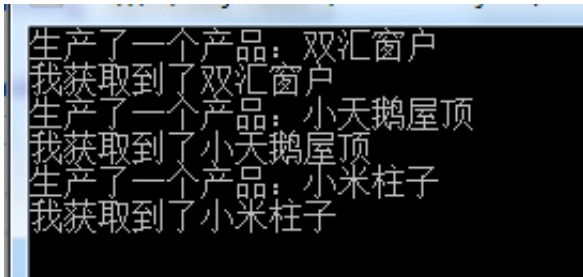 生产了一个产品：双汇窗户
我获取到了双汇窗户
生产了一个产品：小天鹅屋顶
我获取到了小天鹅屋顶
生产了一个产品：小米柱子
我获取到了小米柱子